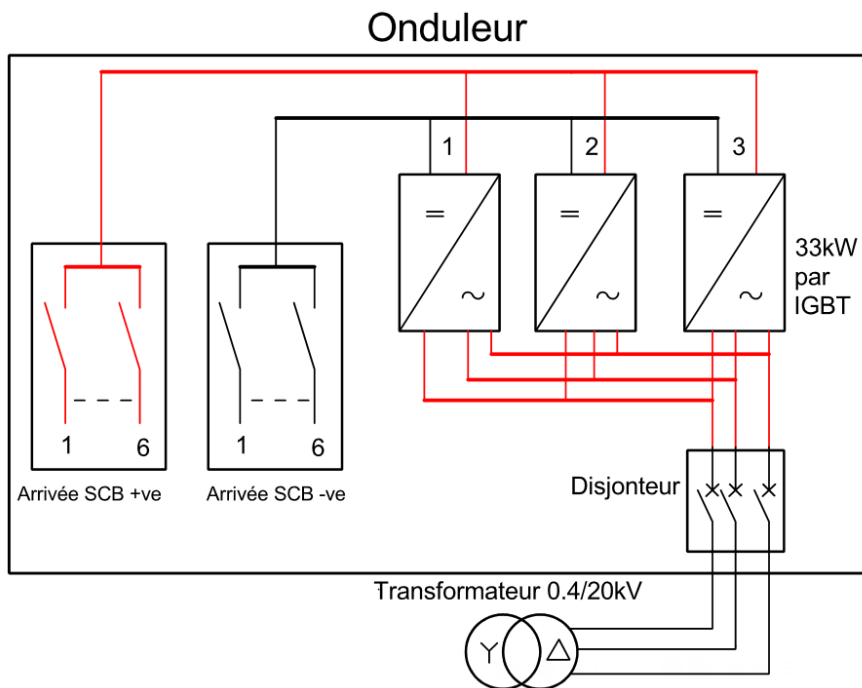 Onduleur
1
2
3
33kW
par
IGBT
1
6
1
6
Arrivée SCB +ve
Arrivée SCB -ve
Disjonteur
Transformateur 0.4/20kV